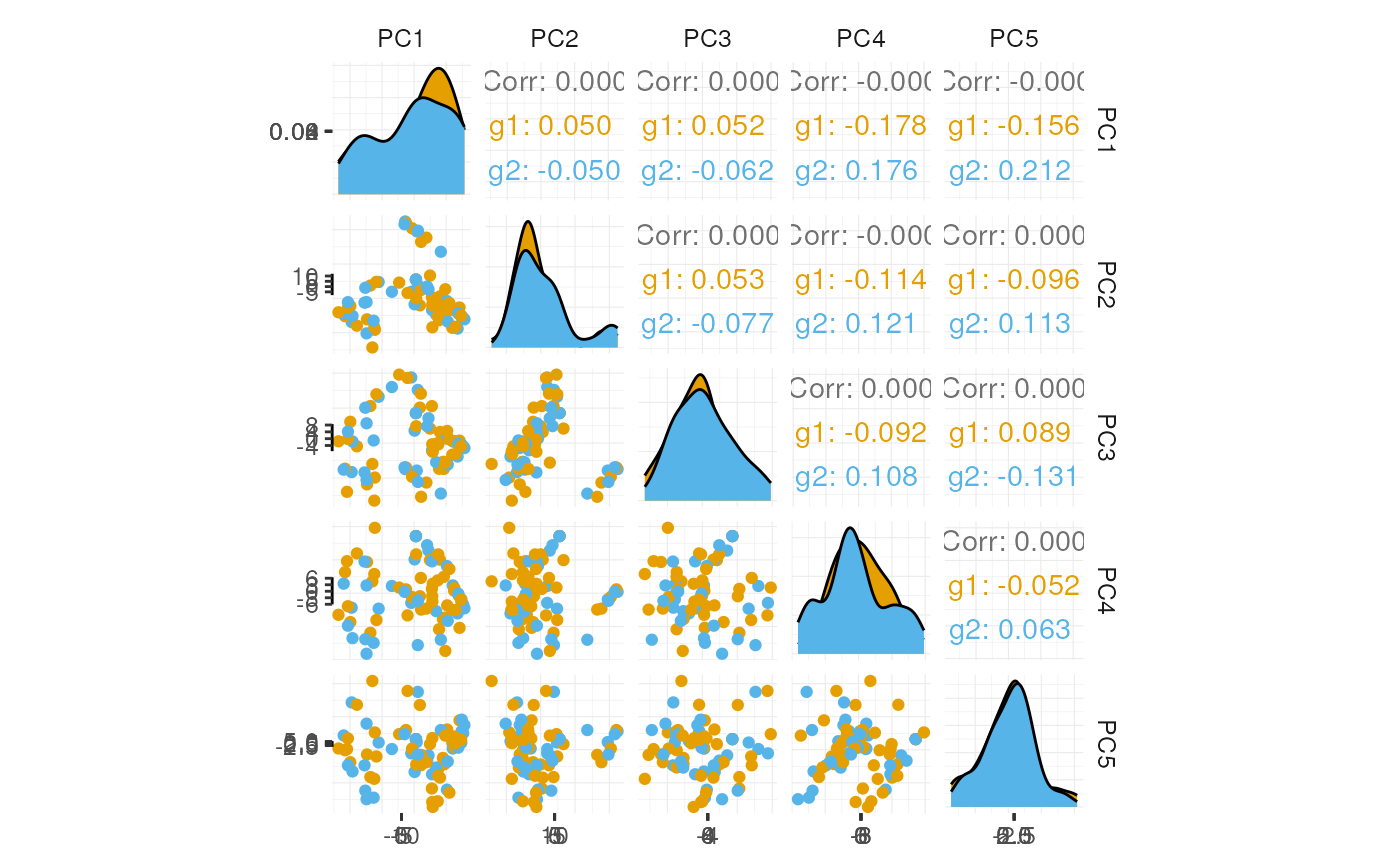 PC1 PC2 PC3 PC4 PC5
Corr: 0.000 Corr: 0.000 Corr: -0.000 Corr: -0.000
g1: 0.050 g1: 0.052 g1: -0.178 g1: -0.156
g2: -0.050 g2: -0.062 g2: 0.176 g2: 0.212
PC1
Corr: 0.000 Corr: -0.000 Corr: 0.000
g1: 0.053 g1: -0.114 g1: -0.096
g2: -0.077 g2: 0.121 g2: 0.113
PC2
Corr: 0.000 Corr: 0.000
g1: -0.092 g1: 0.089
g2: 0.108 g2: -0.131
PC3
Corr: 0.000
g1: -0.052
g2: 0.063
PC4
PC5